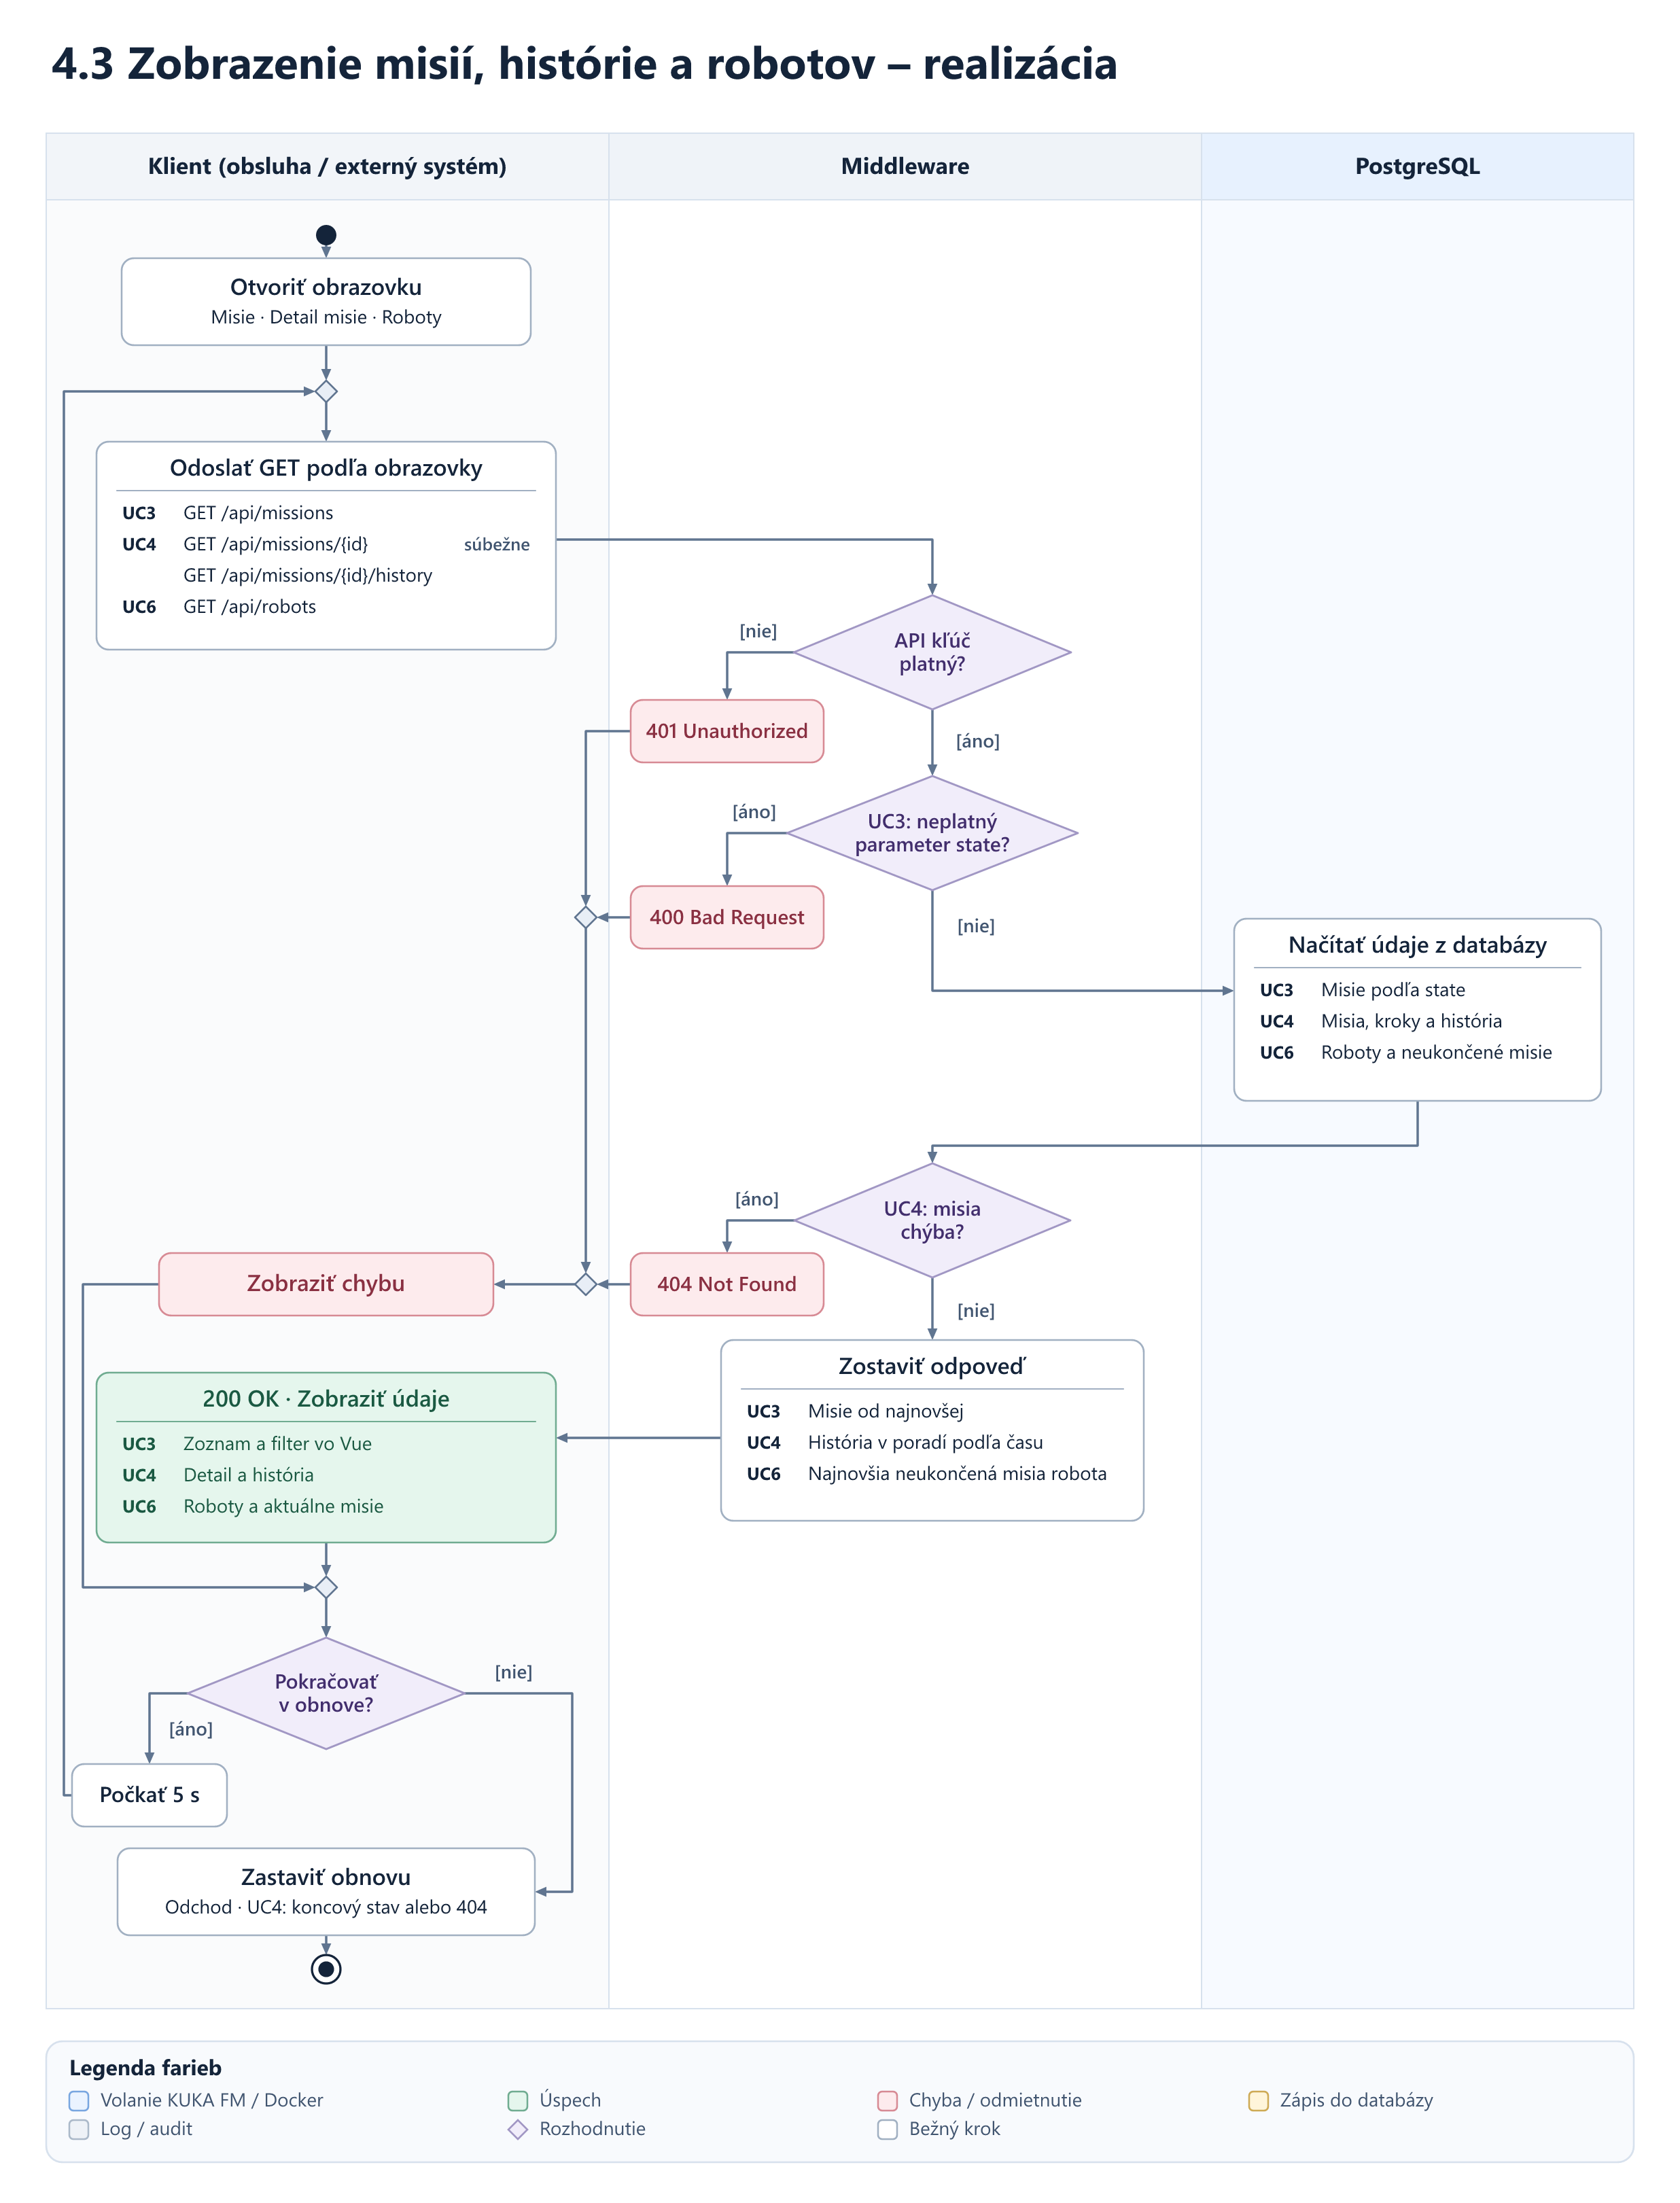 4.3 Zobrazenie misií, histórie a robotov – realizácia
Klient (obsluha / externý systém)
Middleware
PostgreSQL
Otvoriť obrazovku
Misie · Detail misie · Roboty
Odoslať GET podľa obrazovky
UC3 GET /api/missions
UC4 GET /api/missions/{id} súbežne
GET /api/missions/{id}/history
UC6 GET /api/robots
API kľúč
platný?
[nie]
401 Unauthorized
[áno]
UC3: neplatný
parameter state?
[áno]
400 Bad Request
[nie]
Načítať údaje z databázy
UC3 Misie podľa state
UC4 Misia, kroky a história
UC6 Roboty a neukončené misie
UC4: misia
chýba?
[áno]
404 Not Found
Zobraziť chybu
[nie]
Zostaviť odpoveď
UC3 Misie od najnovšej
UC4 História v poradí podľa času
UC6 Najnovšia neukončená misia robota
200 OK · Zobraziť údaje
UC3 Zoznam a filter vo Vue
UC4 Detail a história
UC6 Roboty a aktuálne misie
Pokračovať
v obnove?
[nie]
[áno]
Počkať 5 s
Zastaviť obnovu
Odchod · UC4: koncový stav alebo 404
Legenda farieb
Volanie KUKA FM / Docker
Úspech
Chyba / odmietnutie
Zápis do databázy
Log / audit
Rozhodnutie
Bežný krok